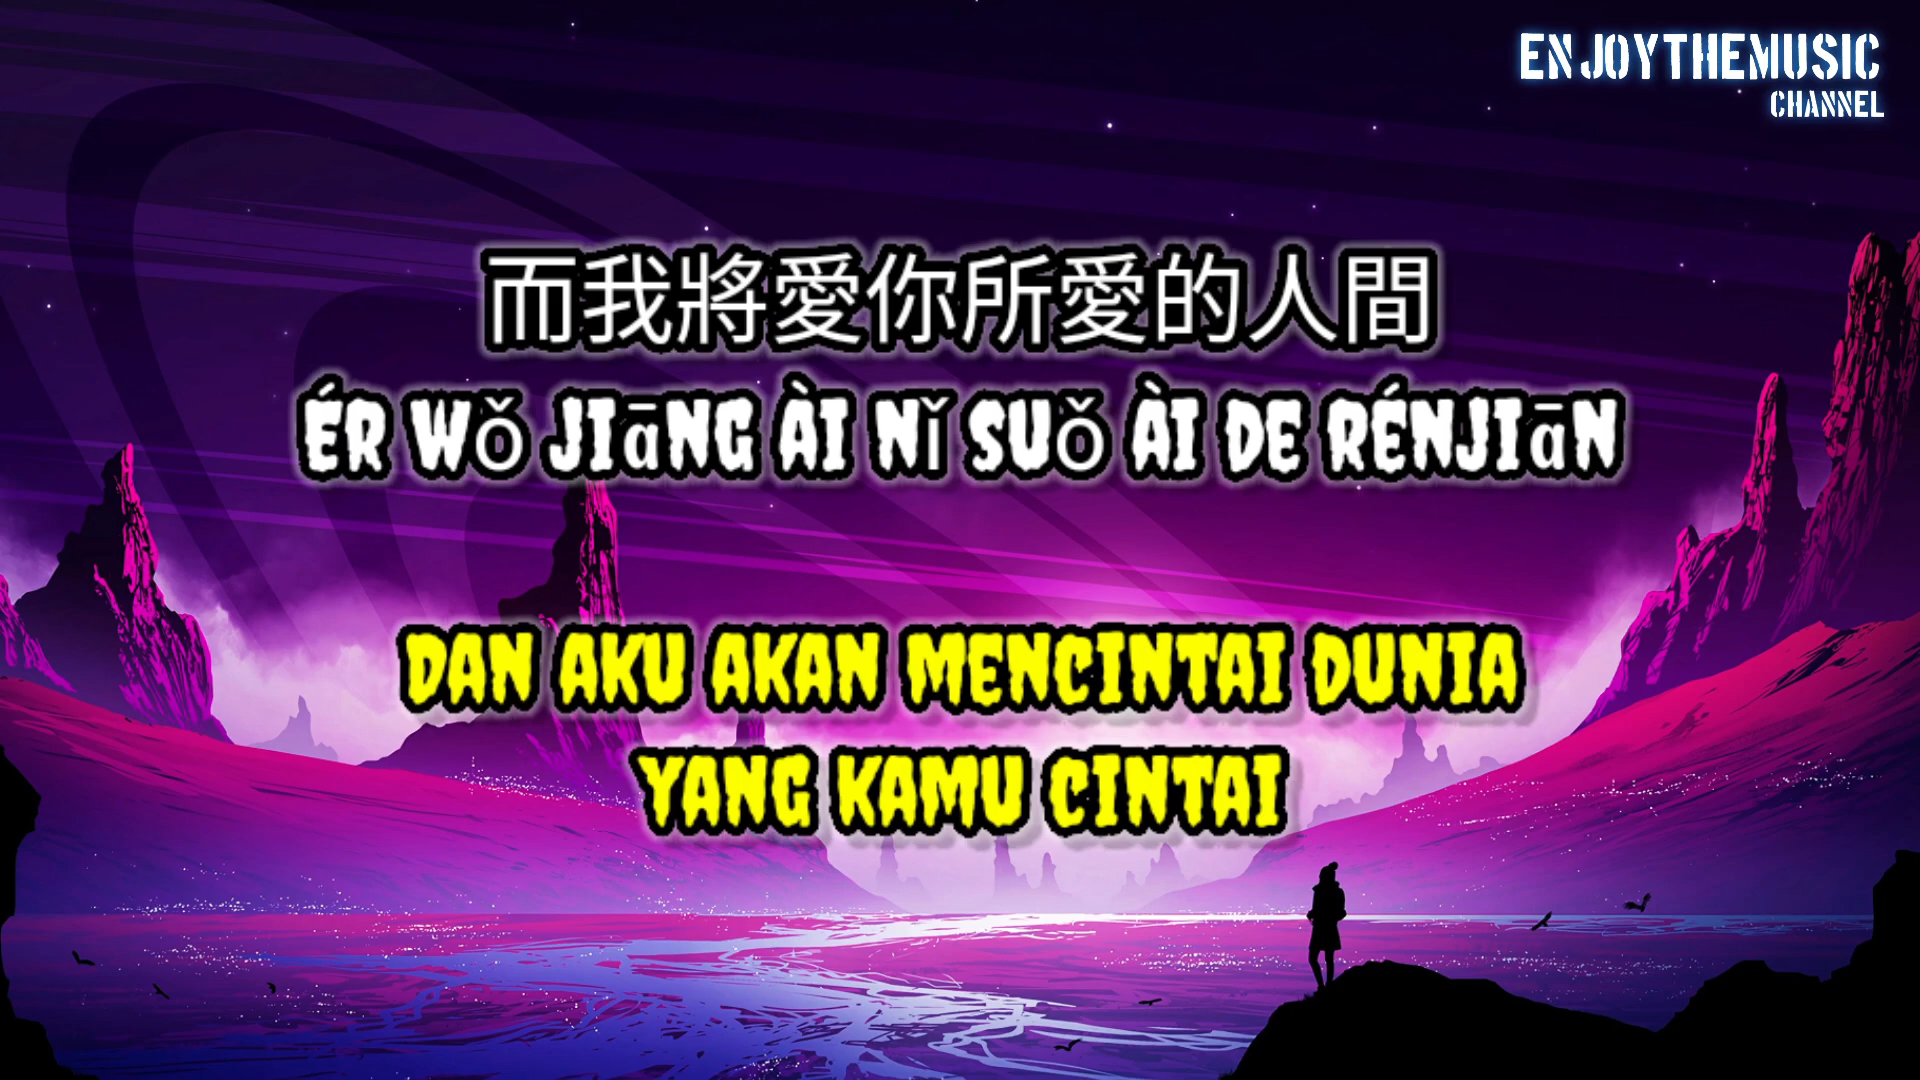 ENJOYTHEMUSIC
CHANNEL
而我將愛你所愛的人間
ÉR WǑ JIĀNG ÀI NǏ SUǑ ÀI DE RÉNJIĀN
DAN AKU AKAN MENCINTAI DUNIA
YANG KAMU CINTAI